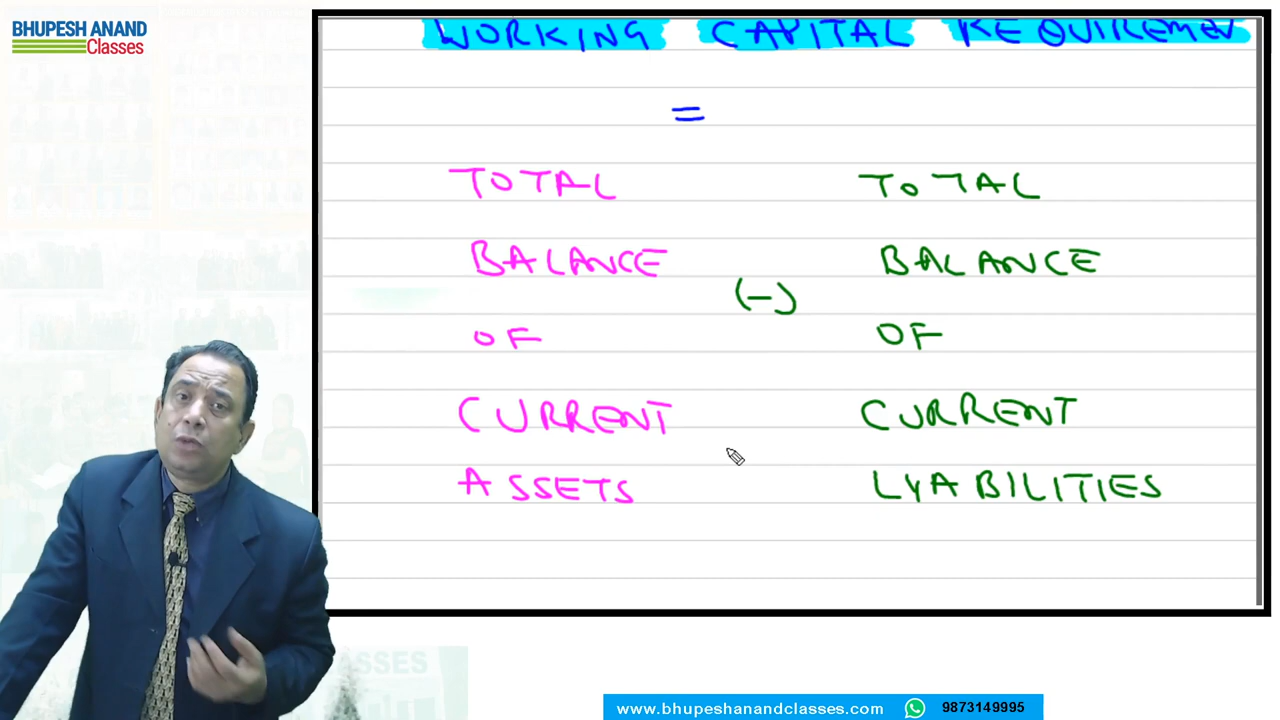 BHUPESH ANAND
Classes
WORKING CAPITAL REQUIREMEN
=
TOTAL TOTAL
BALANCE BALANCE
(-)
OF OF
CURRENT CURRENT
ASSETS LYABILITIES
www.bhupeshanandclasses.com 9873149995